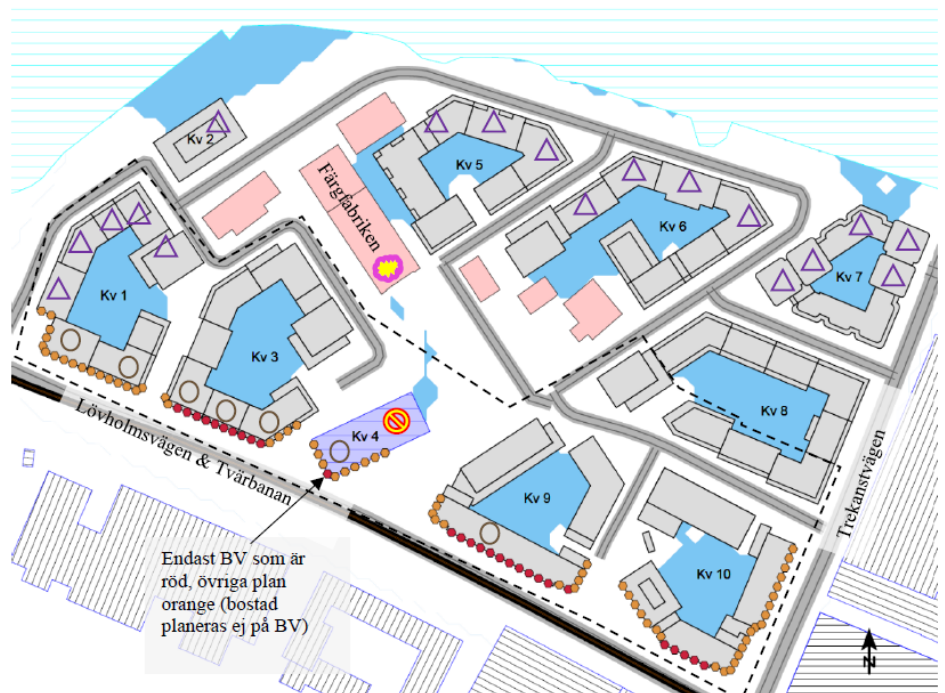 Kv 2
Kv 5
Färgfabriken
Kv 6
Kv 7
Kv 1
Kv 3
Kv 8
Kv 4
Lövholmsvägen & Tvärbanan
Trekanstvägen
Kv 9
Kv 10
Endast BV som är
röd, övriga plan
orange (bostad
planeras ej på BV)
N